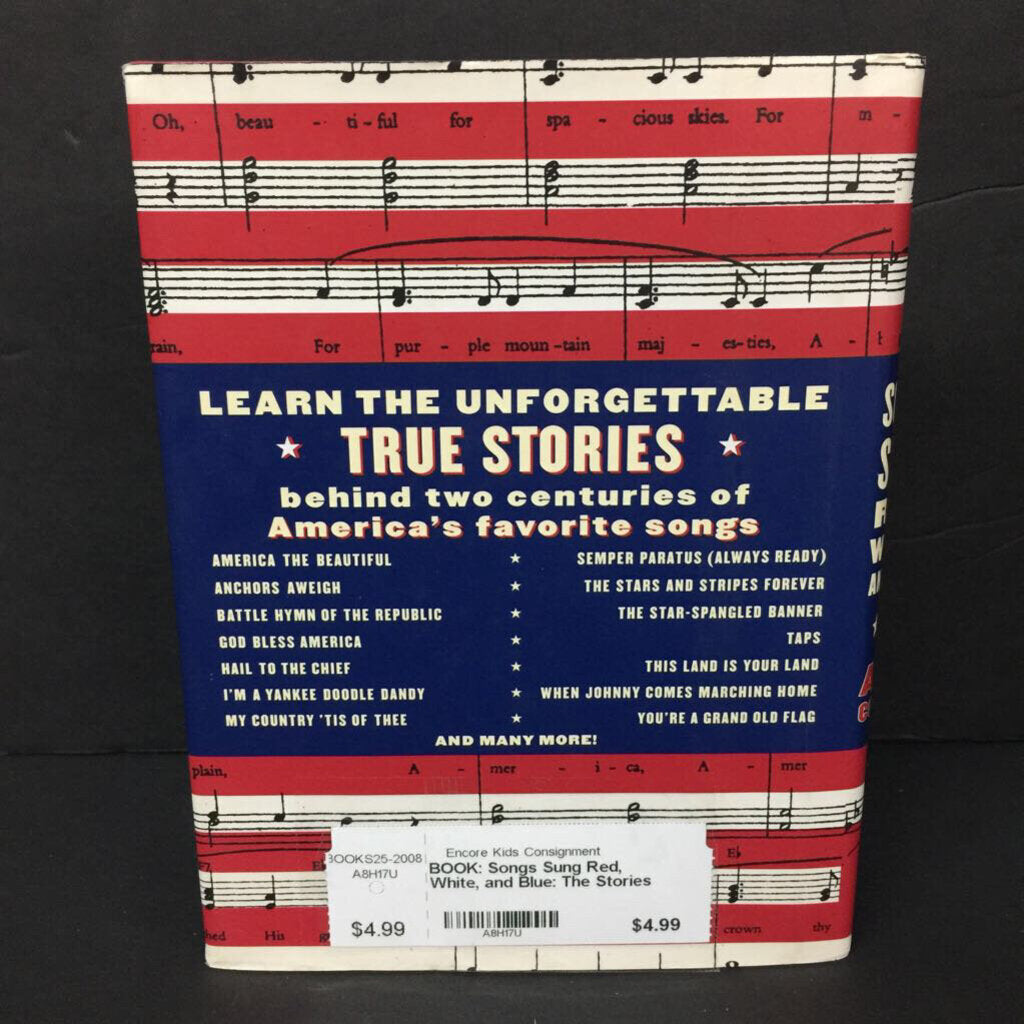 Oh, beau - ti - ful for spa - cious skies. For
rain, For pur - ple moun - tain maj - es - ties, A -
LEARN THE UNFORGETTABLE
TRUE STORIES
behind two centuries of
America's favorite songs
AMERICA THE BEAUTIFUL
ANCHORS AWEIGH
BATTLE HYMN OF THE REPUBLIC
GOD BLESS AMERICA
HAIL TO THE CHIEF
I'M A YANKEE DOODLE DANDY
MY COUNTRY 'TIS OF THEE
SEMPER PARATUS (ALWAYS READY)
THE STARS AND STRIPES FOREVER
THE STAR-SPANGLED BANNER
TAPS
THIS LAND IS YOUR LAND
WHEN JOHNNY COMES MARCHING HOME
YOU'RE A GRAND OLD FLAG
AND MANY MORE!
plain, A - mer - i - ca, A - mer
E♭
His
crown thy
BOOKS25-2008
A8H17U
$4.99
Encore Kids Consignment
BOOK: Songs Sung Red,
White, and Blue: The Stories
A8H17U
$4.99